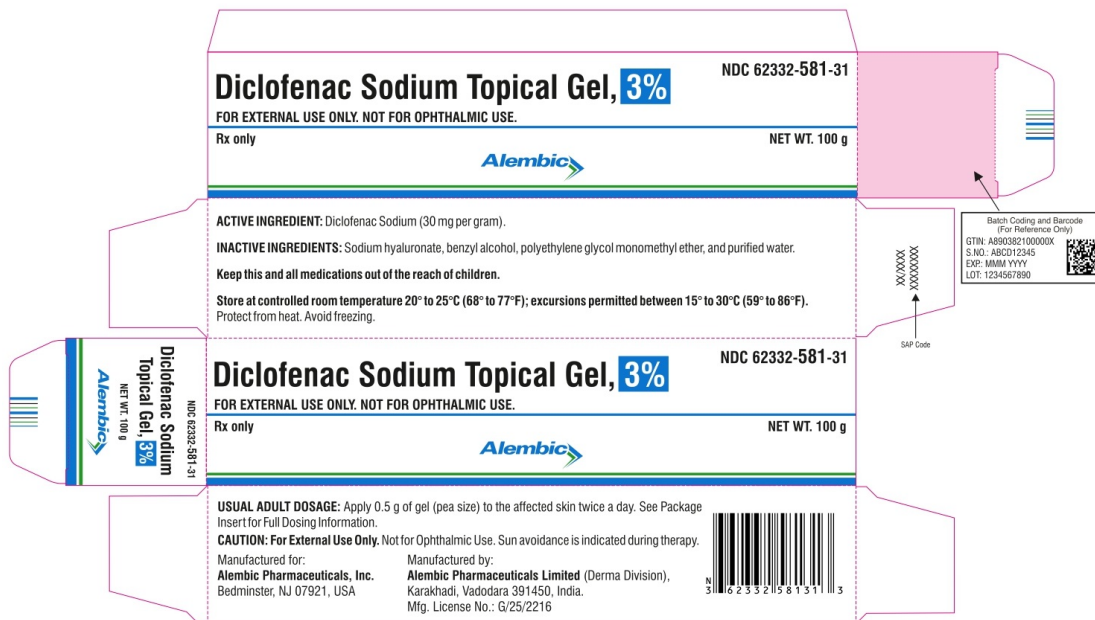 Diclofenac Sodium Topical Gel, 3%
NDC 62332-581-31
FOR EXTERNAL USE ONLY. NOT FOR OPHTHALMIC USE.
Rx only
NET WT. 100 g
Alembic
ACTIVE INGREDIENT: Diclofenac Sodium (30 mg per gram).
INACTIVE INGREDIENTS: Sodium hyaluronate, benzyl alcohol, polyethylene glycol monomethyl ether, and purified water.
Keep this and all medications out of the reach of children.
Store at controlled room temperature 20° to 25°C (68° to 77°F); excursions permitted between 15° to 30°C (59° to 86°F).
Protect from heat. Avoid freezing.
XXXXXXX
XX/XXXX
SAP Code
Batch Coding and Barcode
(For Reference Only)
GTIN: A890382100000X
S.NO.: ABCD12345
EXP.: MMM YYYY
LOT: 1234567890
NDC 62332-581-31
Diclofenac Sodium
Topical Gel, 3%
NET WT. 100 g
Alembic
Diclofenac Sodium Topical Gel, 3%
NDC 62332-581-31
FOR EXTERNAL USE ONLY. NOT FOR OPHTHALMIC USE.
Rx only
NET WT. 100 g
Alembic
USUAL ADULT DOSAGE: Apply 0.5 g of gel (pea size) to the affected skin twice a day. See Package
Insert for Full Dosing Information.
CAUTION: For External Use Only. Not for Ophthalmic Use. Sun avoidance is indicated during therapy.
Manufactured for:
Alembic Pharmaceuticals, Inc.
Bedminster, NJ 07921, USA
Manufactured by:
Alembic Pharmaceuticals Limited (Derma Division),
Karakhadi, Vadodara 391450, India.
Mfg. License No.: G/25/2216
N
3 62332 58131 3